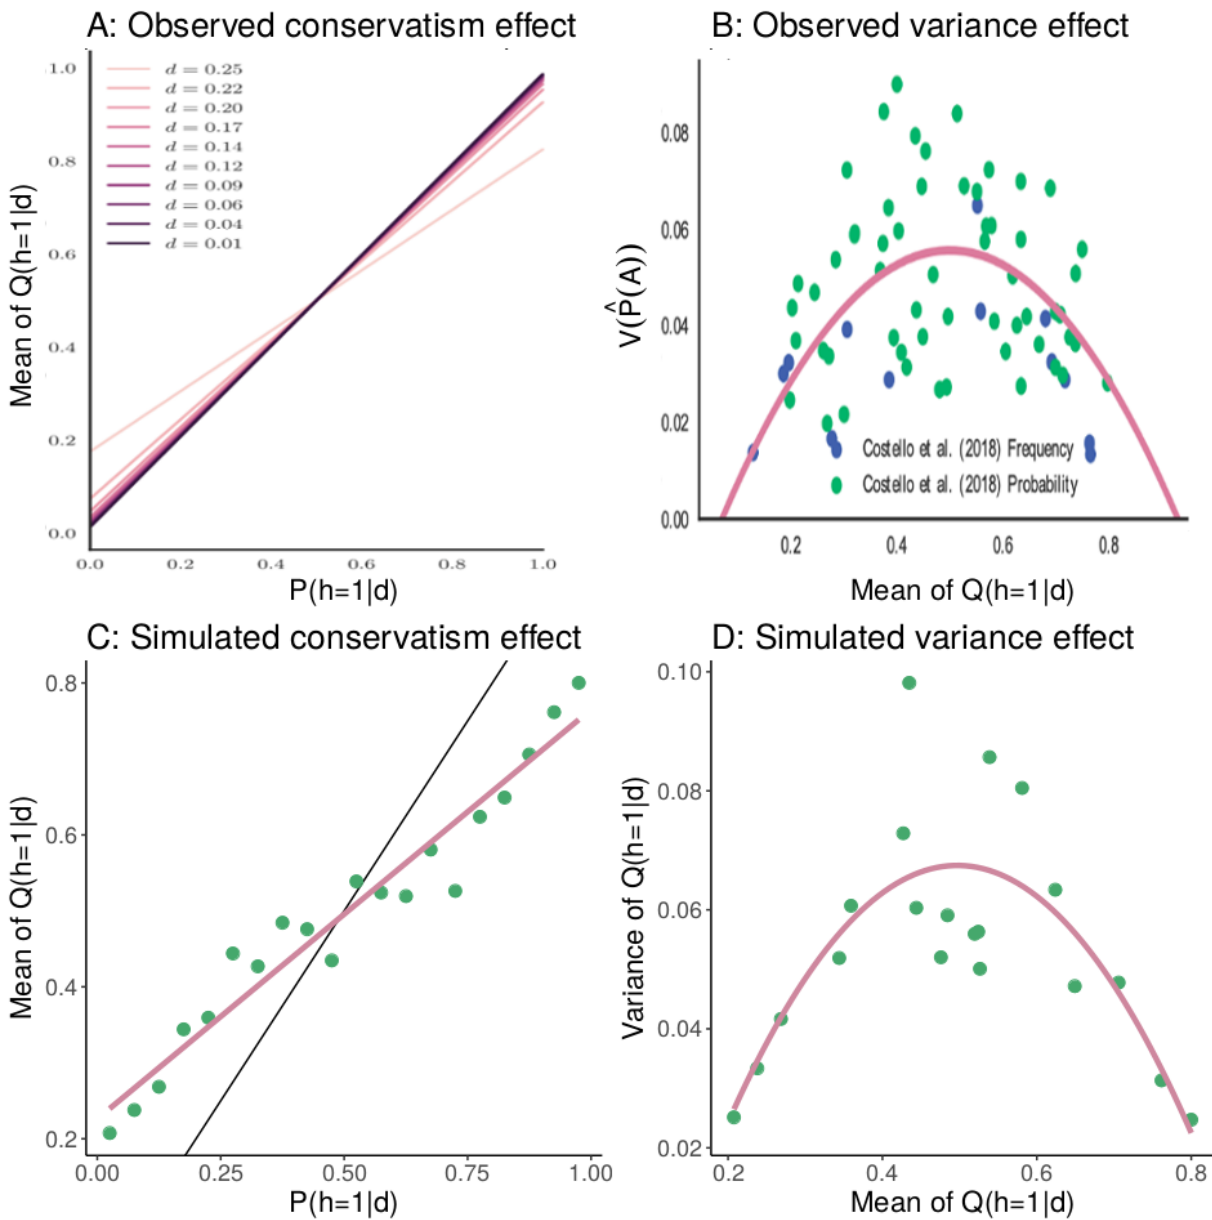 A: Observed conservatism effect
1.0
0.8
0.6
0.4
0.2
0.0
Mean of Q(h=1|d)
d = 0.25
d = 0.22
d = 0.20
d = 0.17
d = 0.14
d = 0.12
d = 0.09
d = 0.06
d = 0.04
d = 0.01
0.0 0.2 0.4 0.6 0.8 1.0
P(h=1|d)
B: Observed variance effect
0.08
0.06
0.04
0.02
0.00
v(P̂(A))
Costello et al. (2018) Frequency
Costello et al. (2018) Probability
0.2 0.4 0.6 0.8
Mean of Q(h=1|d)
C: Simulated conservatism effect
0.8
0.6
0.4
0.2
Mean of Q(h=1|d)
0.00 0.25 0.50 0.75 1.00
P(h=1|d)
D: Simulated variance effect
0.10
0.08
0.06
0.04
0.02
Variance of Q(h=1|d)
0.2 0.4 0.6 0.8
Mean of Q(h=1|d)